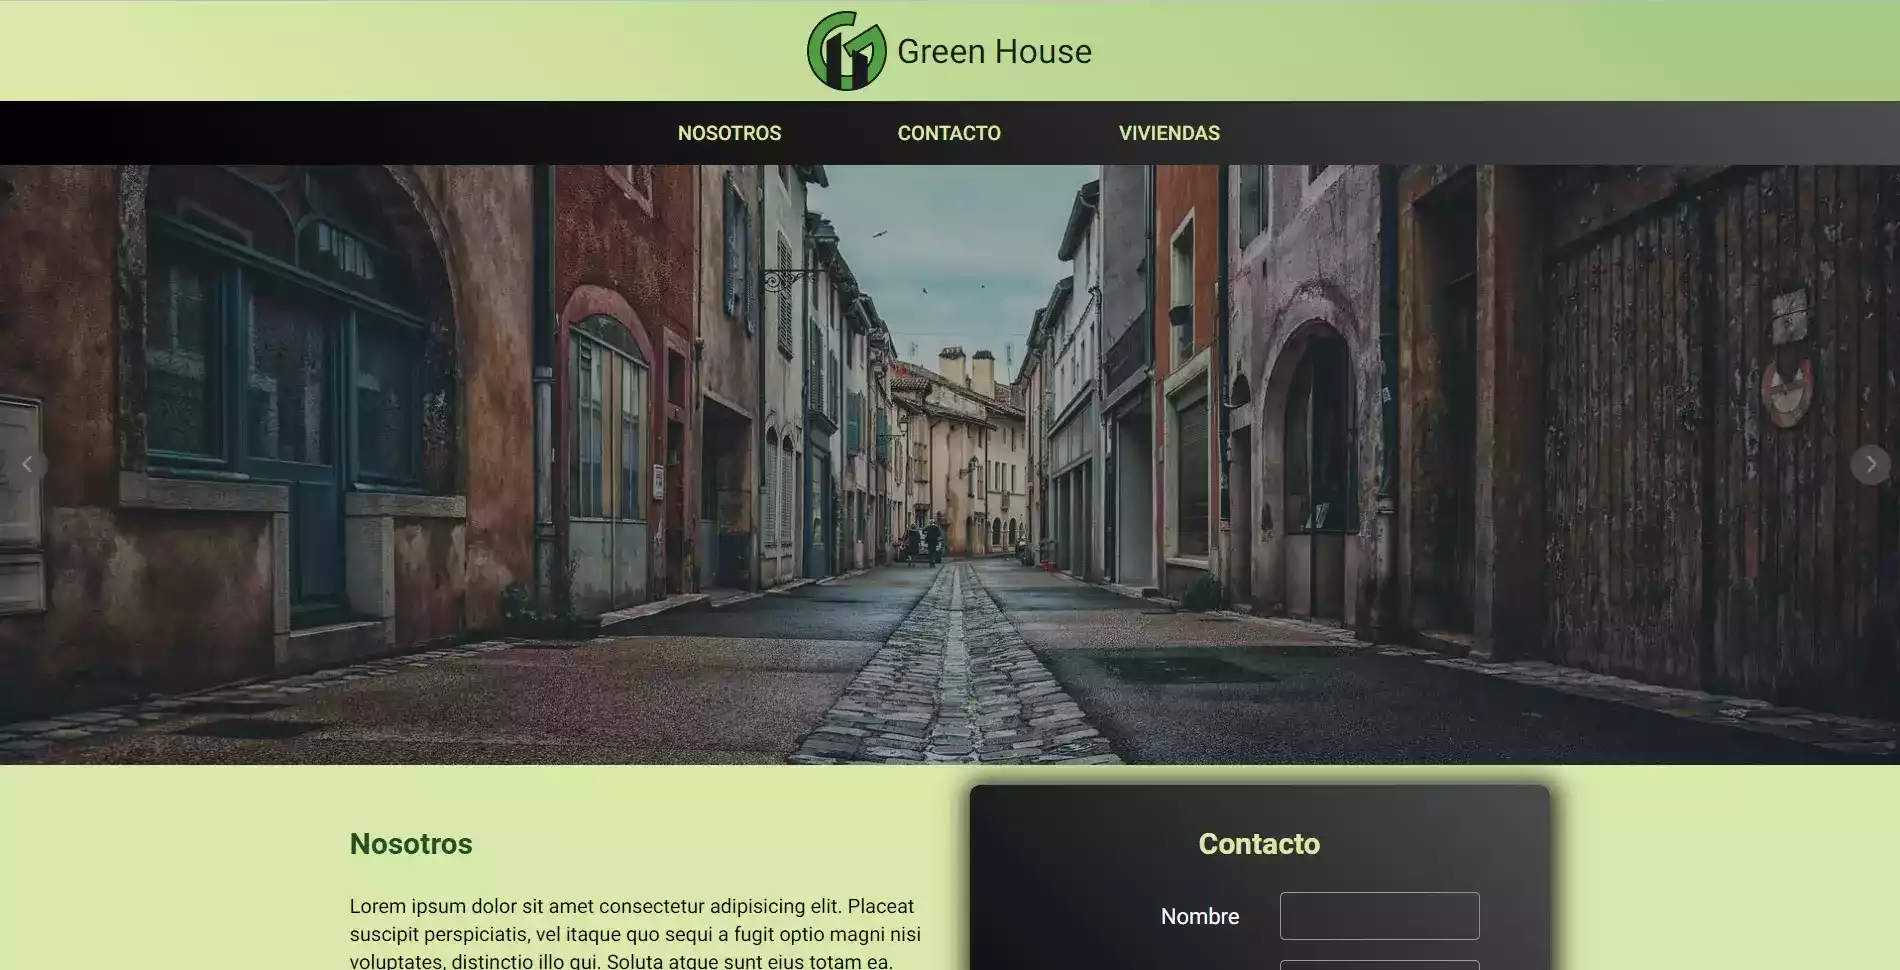 Green House
NOSOTROS
CONTACTO
VIVIENDAS
Nosotros
Lorem ipsum dolor sit amet consectetur adipisicing elit. Placeat
suscipit perspiciatis, vel itaque quo sequi a fugit optio magni nisi
voluptates, distinctio illo qui. Soluta atque sunt eius totam ea.
Contacto
Nombre